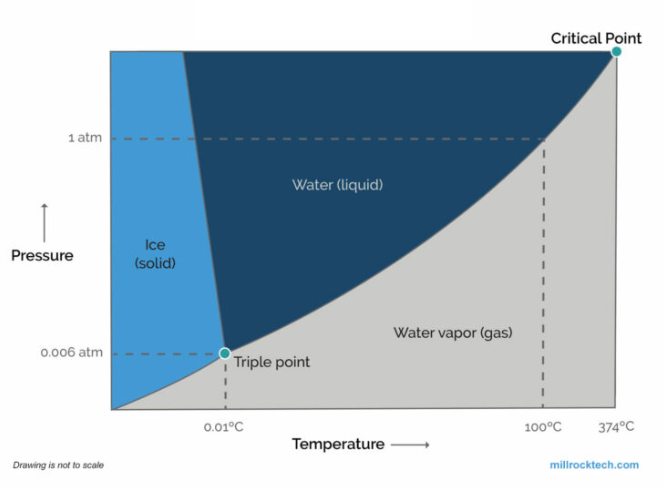 Critical Point
1 atm
Water (liquid)
Ice
(solid)
Pressure
Water vapor (gas)
0.006 atm
Triple point
0.01°C
100°C
374°C
Temperature
Drawing is not to scale
millrocktech.com